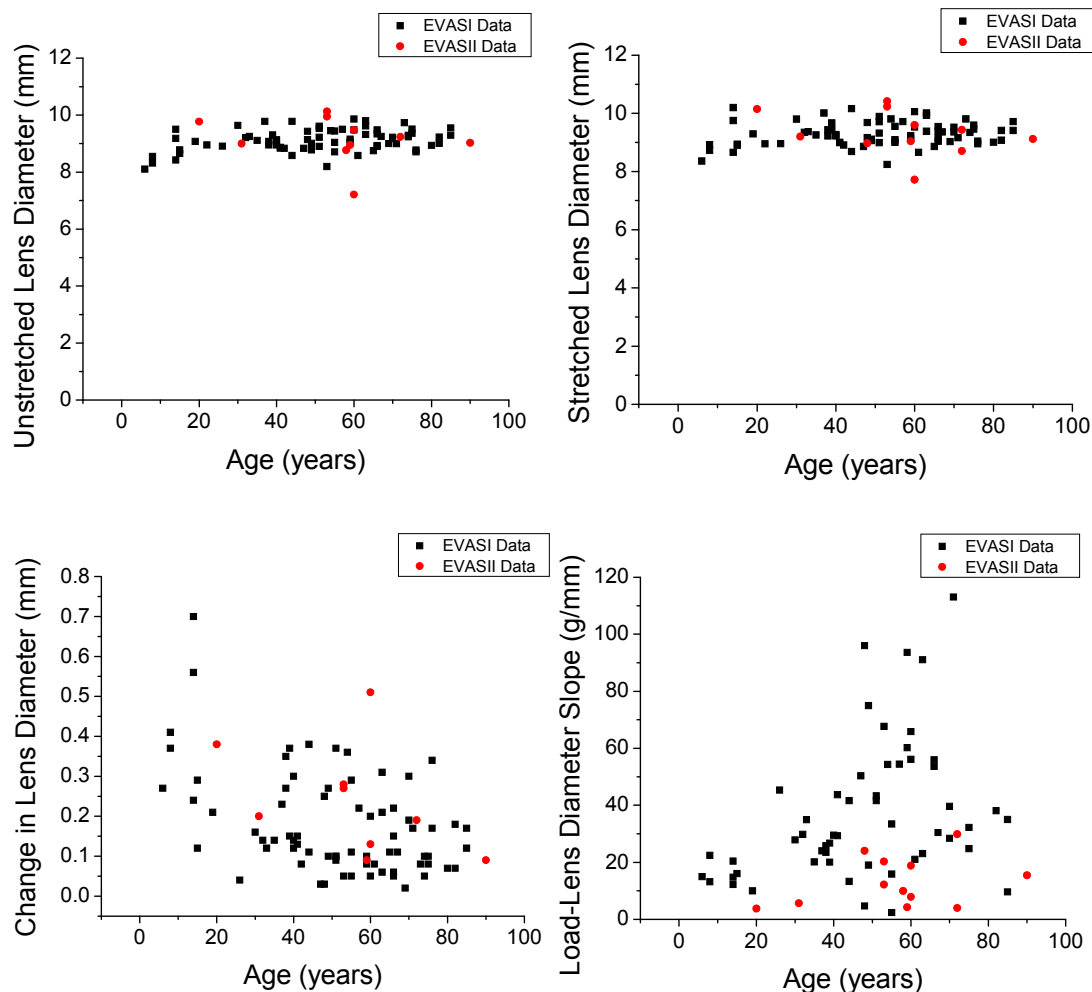 EVASI Data
EVASII Data
12
10
8
6
4
2
0
0 20 40 60 80 100
Unstretched Lens Diameter (mm)
Age (years)
EVASI Data
EVASII Data
12
10
8
6
4
2
0
0 20 40 60 80 100
Stretched Lens Diameter (mm)
Age (years)
EVASI Data
EVASII Data
0.8
0.7
0.6
0.5
0.4
0.3
0.2
0.1
0.0
0 20 40 60 80 100
Change in Lens Diameter (mm)
Age (years)
EVASI Data
EVASII Data
120
100
80
60
40
20
0
0 20 40 60 80 100
Load-Lens Diameter Slope (g/mm)
Age (years)